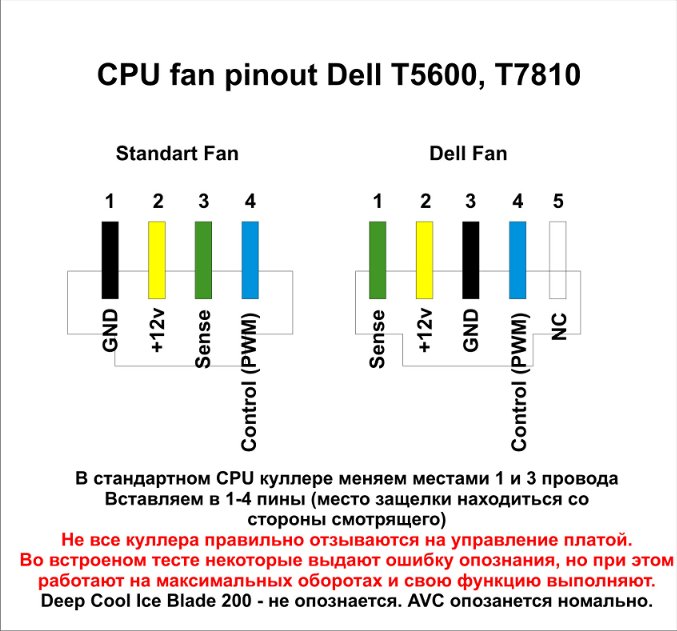 CPU fan pinout Dell T5600, T7810
Standart Fan
Dell Fan
1 2 3 4
1 2 3 4 5
GND +12v Sense Control (PWM)
Sense +12v GND Control (PWM) NC
В стандартном CPU куллере меняем местами 1 и 3 провода
Вставляем в 1-4 пины (место защелки находиться со
стороны смотрящего)
Не все куллера правильно отзываются на управление платой.
Во встроеном тесте некоторые выдают ошибку опознания, но при этом
работают на максимальных оборотах и свою функцию выполняют.
Deep Cool Ice Blade 200 - не опознается. AVC опозанется номально.